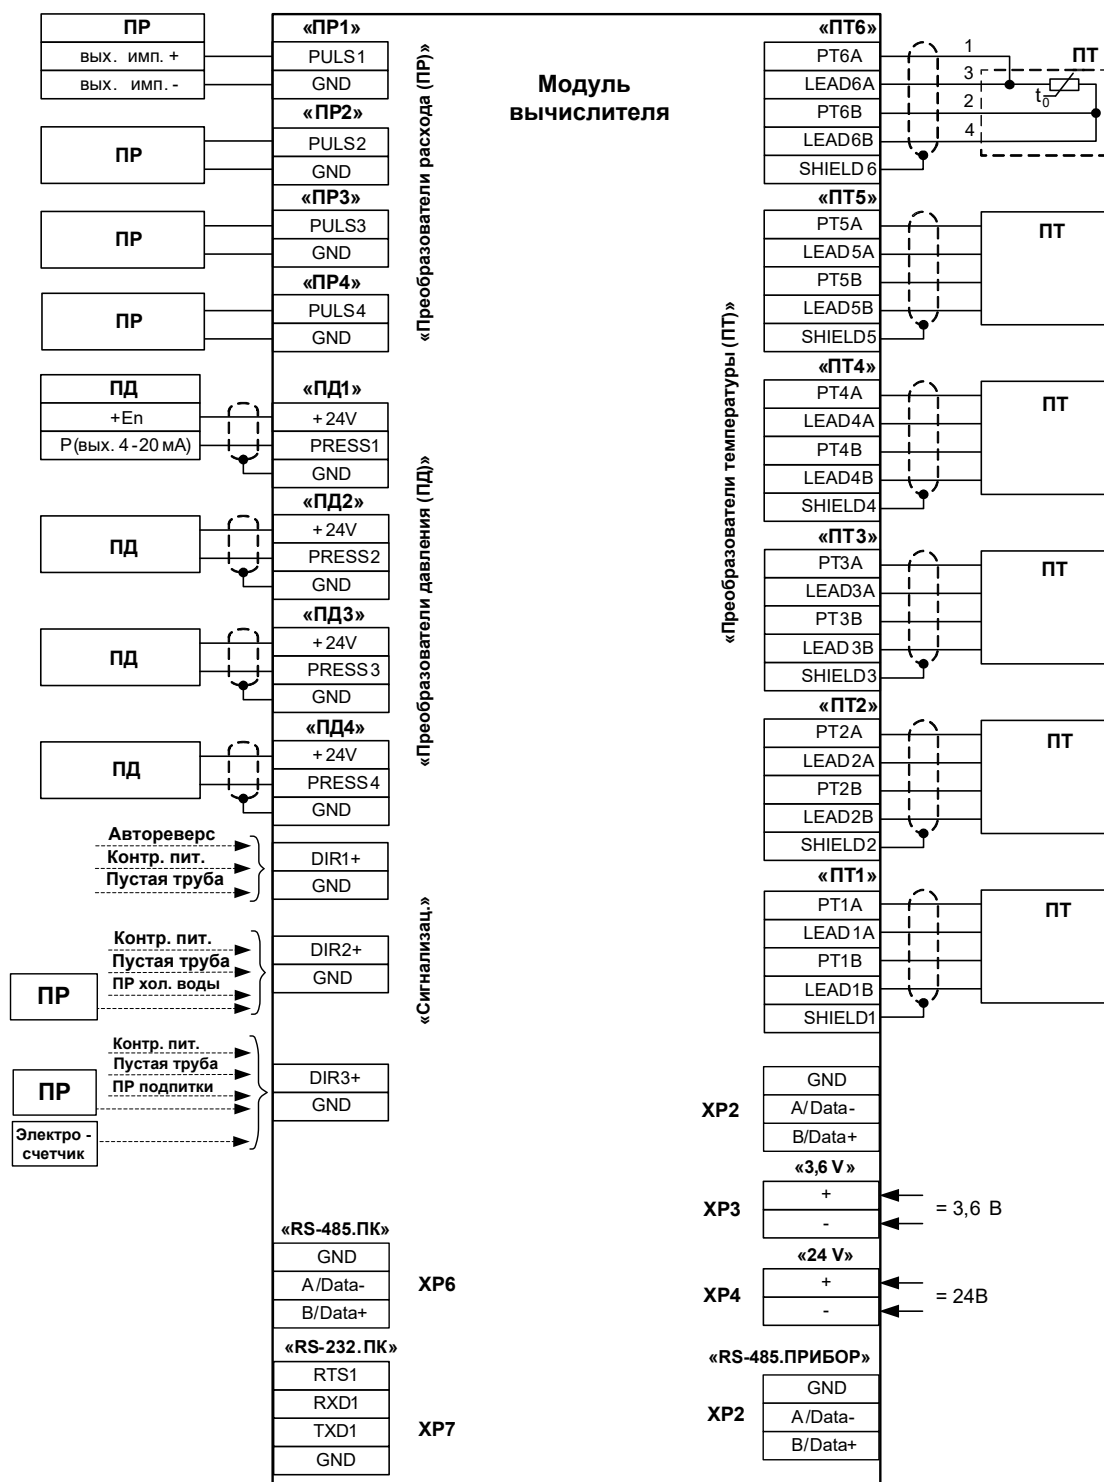 ПР
вых. имп. +
вых. имп. -
«ПР1»
PULS1
GND
«ПР2»
ПР
PULS2
GND
«ПР3»
ПР
PULS3
GND
«ПР4»
ПР
PULS4
GND
«Преобразователи расхода (ПР)»
ПД
+En
P(вых. 4-20 мА)
«ПД1»
+24V
PRESS1
GND
«ПД2»
ПД
+24V
PRESS2
GND
«ПД3»
ПД
+24V
PRESS3
GND
«ПД4»
ПД
+24V
PRESS4
GND
«Преобразователи давления (ПД)»
Автореверс
Контр. пит.
Пустая труба
DIR1+
GND
Контр. пит.
Пустая труба
ПР хол. воды
ПР
DIR2+
GND
Контр. пит.
Пустая труба
ПР подпитки
ПР
Электро -
счетчик
DIR3+
GND
«Сигнализац.»
«RS-485.ПК»
GND
A/Data-
B/Data+
XP6
«RS-232.ПК»
RTS1
RXD1
TXD1
GND
XP7
Модуль
вычислителя
«ПТ6»
PT6A
LEAD6A
PT6B
LEAD6B
SHIELD6
1
3
2
4
ПТ
t0
«ПТ5»
PT5A
LEAD5A
PT5B
LEAD5B
SHIELD5
ПТ
«ПТ4»
PT4A
LEAD4A
PT4B
LEAD4B
SHIELD4
ПТ
«ПТ3»
PT3A
LEAD3A
PT3B
LEAD3B
SHIELD3
ПТ
«ПТ2»
PT2A
LEAD2A
PT2B
LEAD2B
SHIELD2
ПТ
«ПТ1»
PT1A
LEAD1A
PT1B
LEAD1B
SHIELD1
ПТ
«Преобразователи температуры (ПТ)»
XP2
GND
A/Data-
B/Data+
«3,6 V»
XP3
+
-
= 3,6 В
«24 V»
XP4
+
-
= 24В
«RS-485.ПРИБОР»
XP2
GND
A/Data-
B/Data+